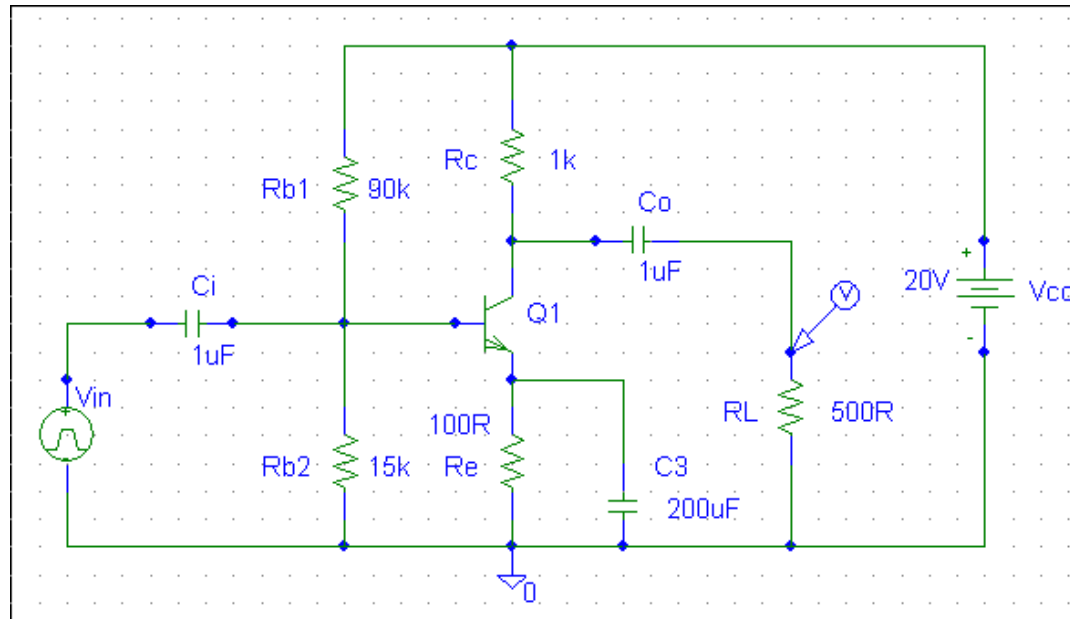 Rc 1k
Rb1 90k
Co
1uF
20V
+
Vcc
-
Ci
1uF
Q1
V
Vin
+
100R
Re
RL 500R
Rb2 15k
C3
200uF
0